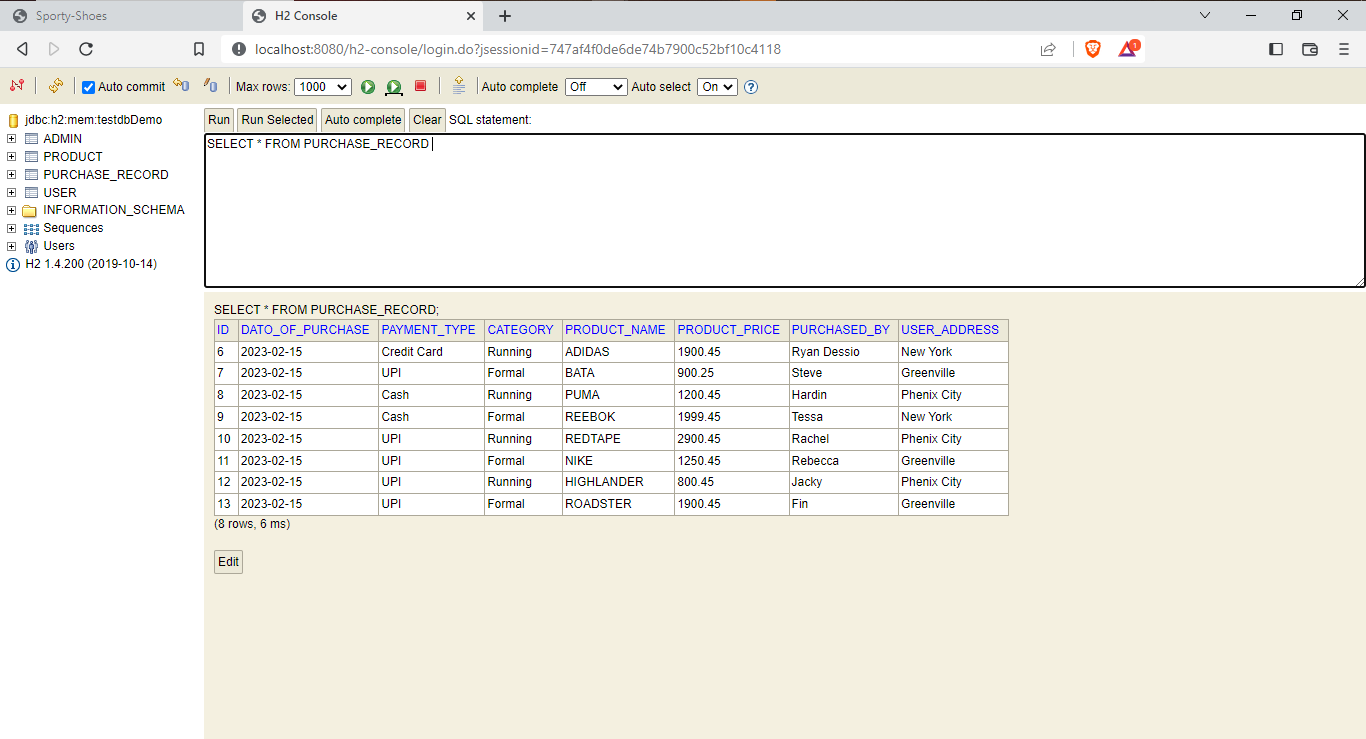 Sporty-Shoes H2 Console
localhost:8080/h2-console/login.do?jsessionid=747af4f0de6de74b7900c52bf10c4118 1
Auto commit Max rows: 1000 Auto complete Off Auto select On ?
jdbc:h2:mem:testdbDemo
ADMIN
PRODUCT
PURCHASE_RECORD
USER
INFORMATION_SCHEMA
Sequences
Users
H2 1.4.200 (2019-10-14)
Run Run Selected Auto complete Clear SQL statement:
SELECT * FROM PURCHASE_RECORD
SELECT * FROM PURCHASE_RECORD;
ID DATO_OF_PURCHASE PAYMENT_TYPE CATEGORY PRODUCT_NAME PRODUCT_PRICE PURCHASED_BY USER_ADDRESS
6 2023-02-15 Credit Card Running ADIDAS 1900.45 Ryan Dessio New York
7 2023-02-15 UPI Formal BATA 900.25 Steve Greenville
8 2023-02-15 Cash Running PUMA 1200.45 Hardin Phenix City
9 2023-02-15 Cash Formal REEBOK 1999.45 Tessa New York
10 2023-02-15 UPI Running REDTAPE 2900.45 Rachel Phenix City
11 2023-02-15 UPI Formal NIKE 1250.45 Rebecca Greenville
12 2023-02-15 UPI Running HIGHLANDER 800.45 Jacky Phenix City
13 2023-02-15 UPI Formal ROADSTER 1900.45 Fin Greenville
(8 rows, 6 ms)
Edit